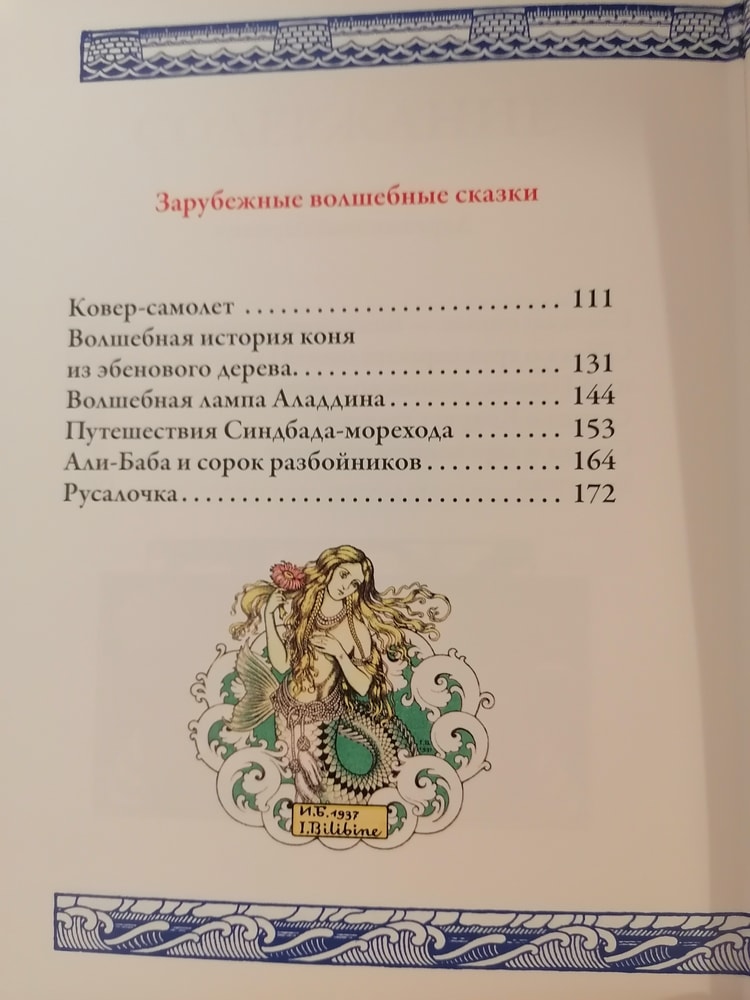 Зарубежные волшебные сказки
Ковер-самолет ........................... 111
Волшебная история коня
из эбенового дерева....................... 131
Волшебная лампа Аладдина............... 144
Путешествия Синдбада-морехода ........ 153
Али-Баба и сорок разбойников............ 164
Русалочка................................ 172
И.Б. 1937
I. Bilibine